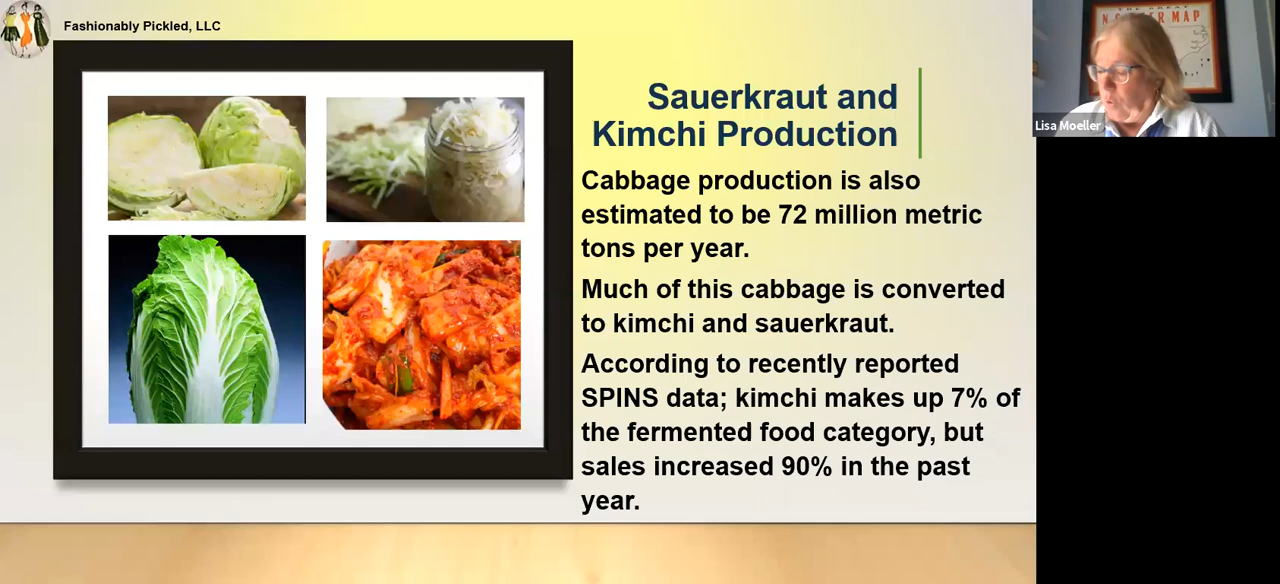 Fashionably Pickled, LLC
Sauerkraut and
Kimchi Production
Cabbage production is also
estimated to be 72 million metric
tons per year.
Much of this cabbage is converted
to kimchi and sauerkraut.
According to recently reported
SPINS data; kimchi makes up 7% of
the fermented food category, but
sales increased 90% in the past
year.
Lisa Moeller